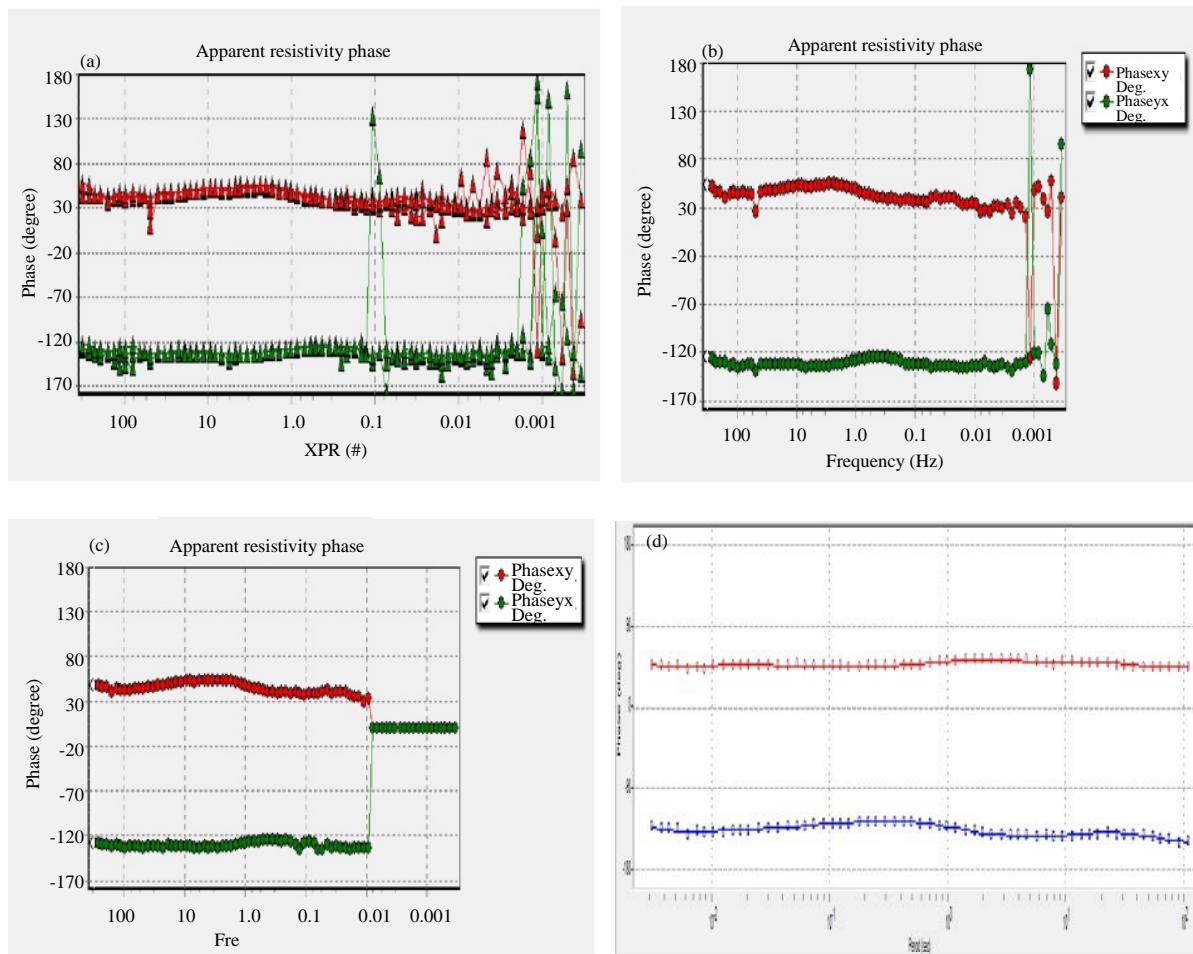 (a)
Apparent resistivity phase
180
130
80
30
-20
-70
-120
170
Phase (degree)
100 10 1.0 0.1 0.01 0.001
XPR (#)
(b)
Apparent resistivity phase
180
130
80
30
-20
-70
-120
-170
Phase (degree)
100 10 1.0 0.1 0.01 0.001
Frequency (Hz)
Phasexy
Deg.
Phaseyx
Deg.
(c)
Apparent resistivity phase
180
130
80
30
-20
-70
-120
-170
Phase (degree)
100 10 1.0 0.1 0.01 0.001
Fre
Phasexy
Deg.
Phaseyx
Deg.
(d)
Phase (deg)